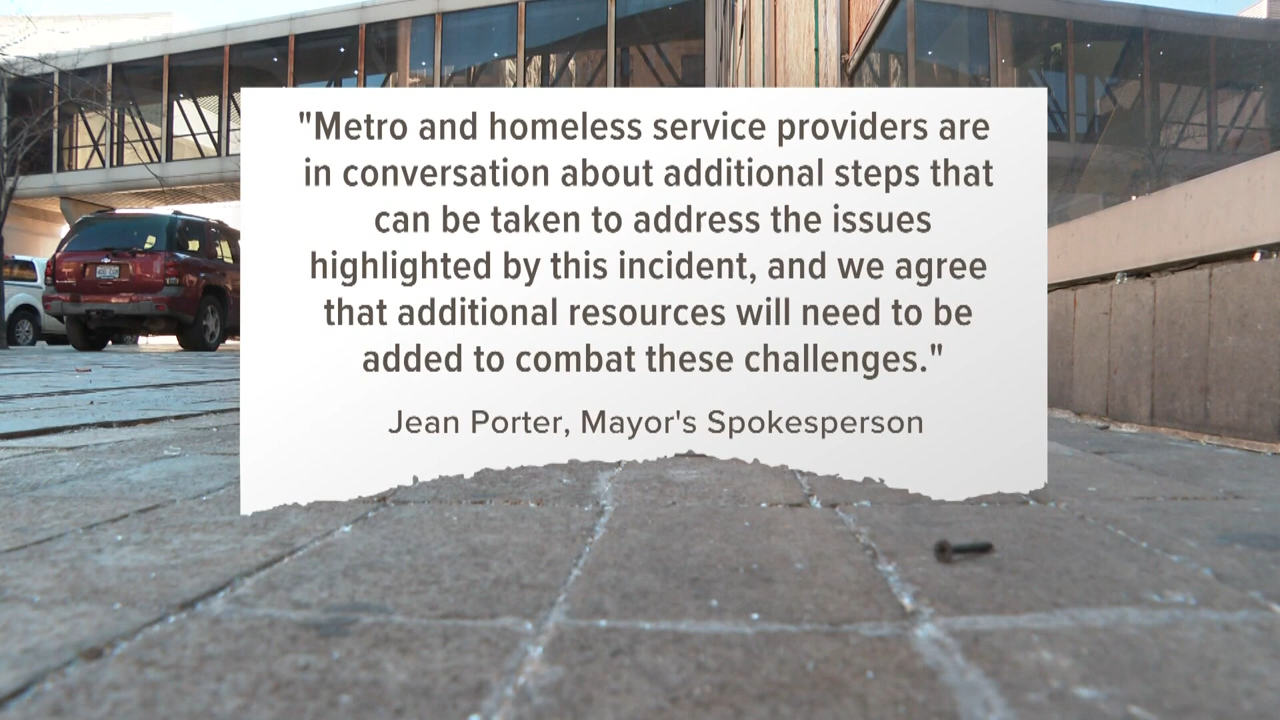 "Metro and homeless service providers are
in conversation about additional steps that
can be taken to address the issues
highlighted by this incident, and we agree
that additional resources will need to be
added to combat these challenges."
Jean Porter, Mayor's Spokesperson